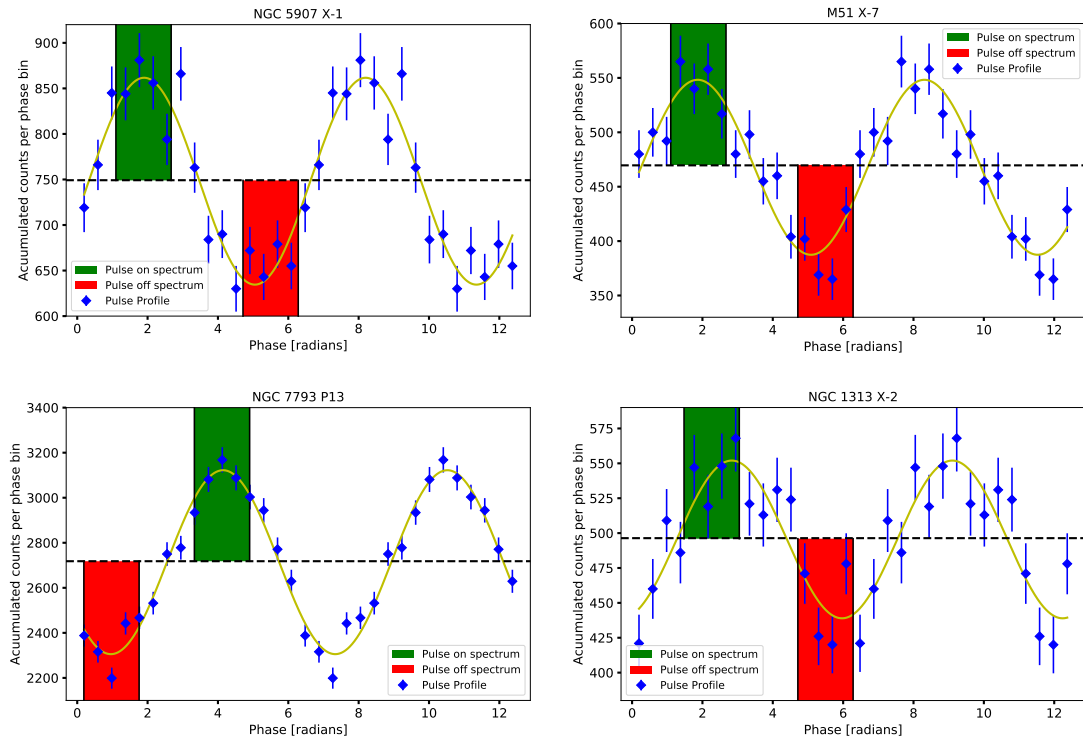 NGC 5907 X-1
Acuumulated counts per phase bin
900
850
800
750
700
650
600
Pulse on spectrum
Pulse off spectrum
Pulse Profile
0 2 4 6 8 10 12
Phase [radians]
M51 X-7
Acuumulated counts per phase bin
600
550
500
450
400
350
Pulse on spectrum
Pulse off spectrum
Pulse Profile
0 2 4 6 8 10 12
Phase [radians]
NGC 7793 P13
Acuumulated counts per phase bin
3400
3200
3000
2800
2600
2400
2200
Pulse on spectrum
Pulse off spectrum
Pulse Profile
0 2 4 6 8 10 12
Phase [radians]
NGC 1313 X-2
Acuumulated counts per phase bin
575
550
525
500
475
450
425
400
Pulse on spectrum
Pulse off spectrum
Pulse Profile
0 2 4 6 8 10 12
Phase [radians]